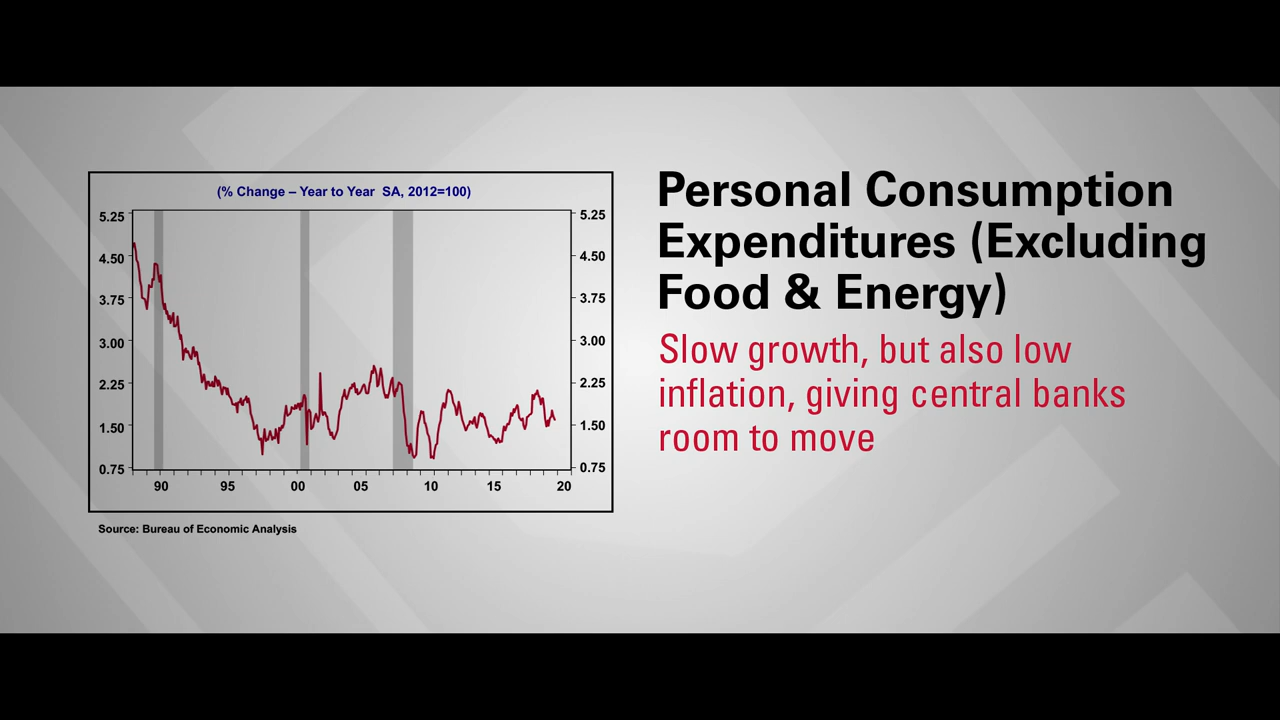 (% Change – Year to Year SA, 2012=100)
5.25 5.25
4.50 4.50
3.75 3.75
3.00 3.00
2.25 2.25
1.50 1.50
0.75 0.75
90 95 00 05 10 15 20
Source: Bureau of Economic Analysis
Personal Consumption
Expenditures (Excluding
Food & Energy)
Slow growth, but also low
inflation, giving central banks
room to move